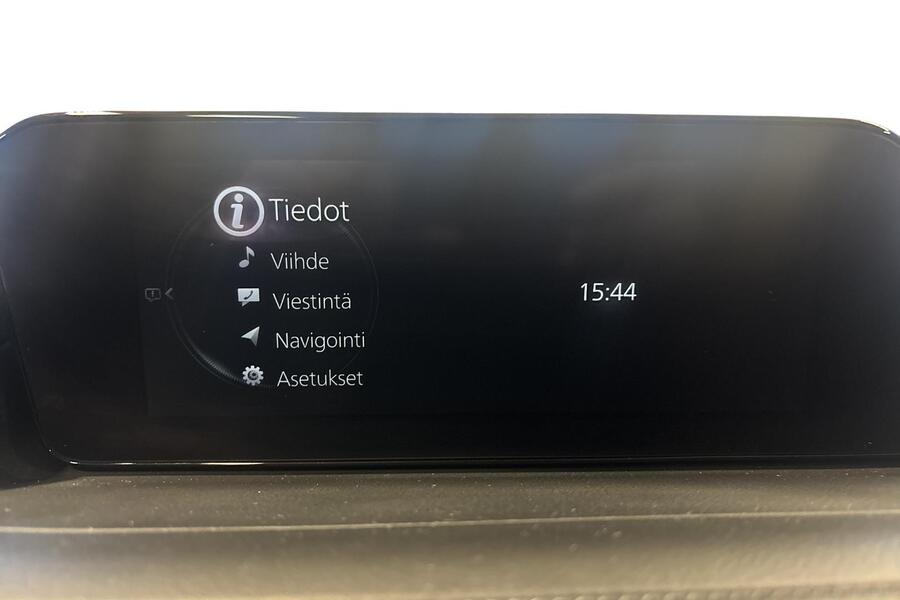 Tiedot
Viihde
Viestintä
Navigointi
Asetukset
15:44